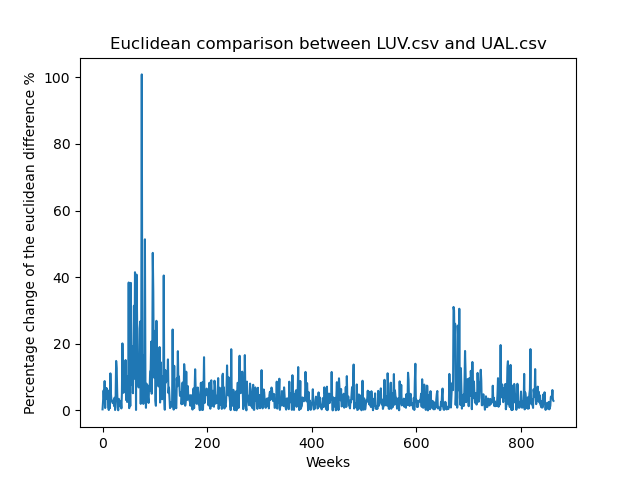 Euclidean comparison between LUV.csv and UAL.csv
Percentage change of the euclidean difference %
100
80
60
40
20
0
0 200 400 600 800
Weeks